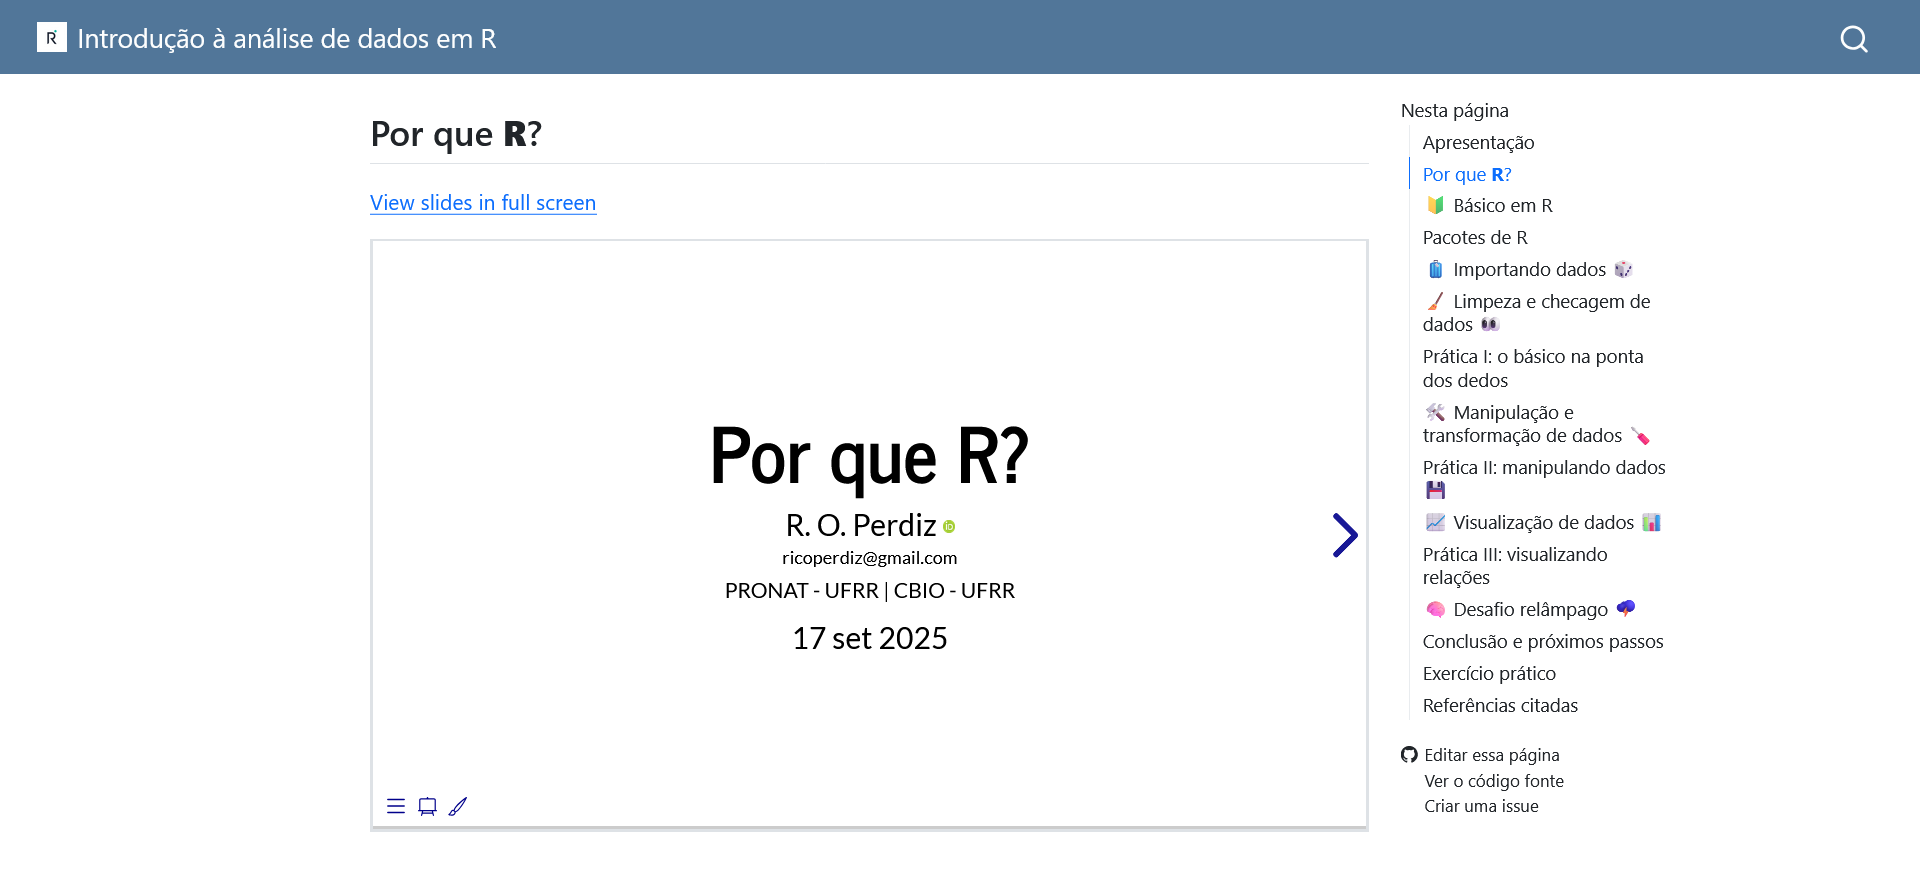 R Introdução à análise de dados em R
Por que R?
View slides in full screen
Por que R?
R. O. Perdiz iD
ricoperdiz@gmail.com
PRONAT - UFRR | CBIO - UFRR
17 set 2025
Nesta página
Apresentação
Por que R?
🔰 Básico em R
Pacotes de R
🧳 Importando dados 🎲
🧹 Limpeza e checagem de
dados 👀
Prática I: o básico na ponta
dos dedos
🛠️ Manipulação e
transformação de dados 🪛
Prática II: manipulando dados
💾
📈 Visualização de dados 📊
Prática III: visualizando
relações
🧠 Desafio relâmpago 🌩️
Conclusão e próximos passos
Exercício prático
Referências citadas
Editar essa página
Ver o código fonte
Criar uma issue